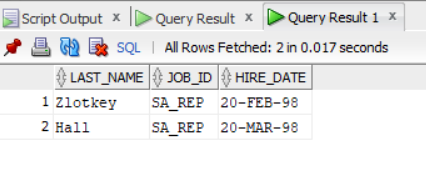 Script Output x Query Result x Query Result 1 x
SQL | All Rows Fetched: 2 in 0.017 seconds
LAST_NAME JOB_ID HIRE_DATE
1 Zlotkey SA_REP 20-FEB-98
2 Hall SA_REP 20-MAR-98